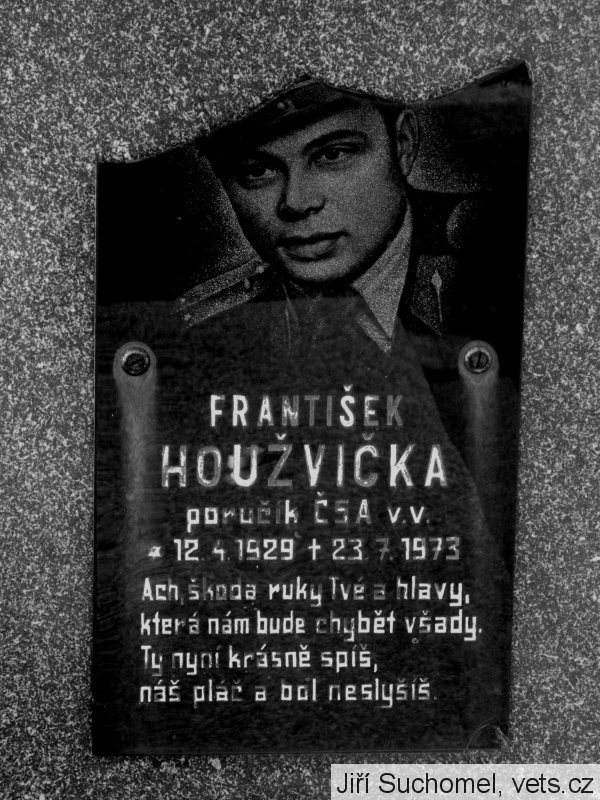 FRANTIŠEK
HOUŽVIČKA
poručík ČSA v.v.
* 12.4.1929 + 23.7.1973
Ach, škoda ruky Tvé a hlavy,
která nám bude chybět všady.
Ty nyní krásně spíš,
náš pláč a bol neslyšíš.
Jiří Suchomel, vets.cz